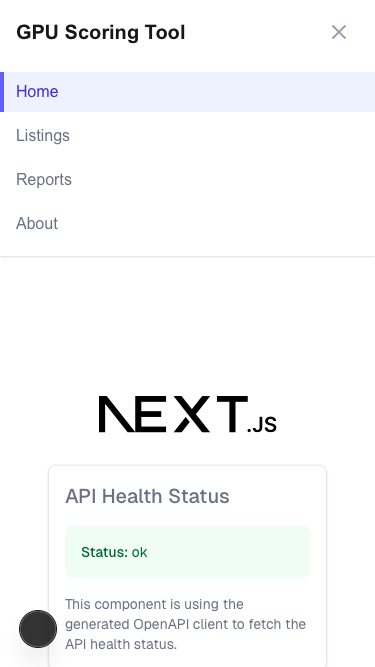 GPU Scoring Tool
Home
Listings
Reports
About
NEXT.JS
API Health Status
Status: ok
This component is using the
generated OpenAPI client to fetch the
API health status.